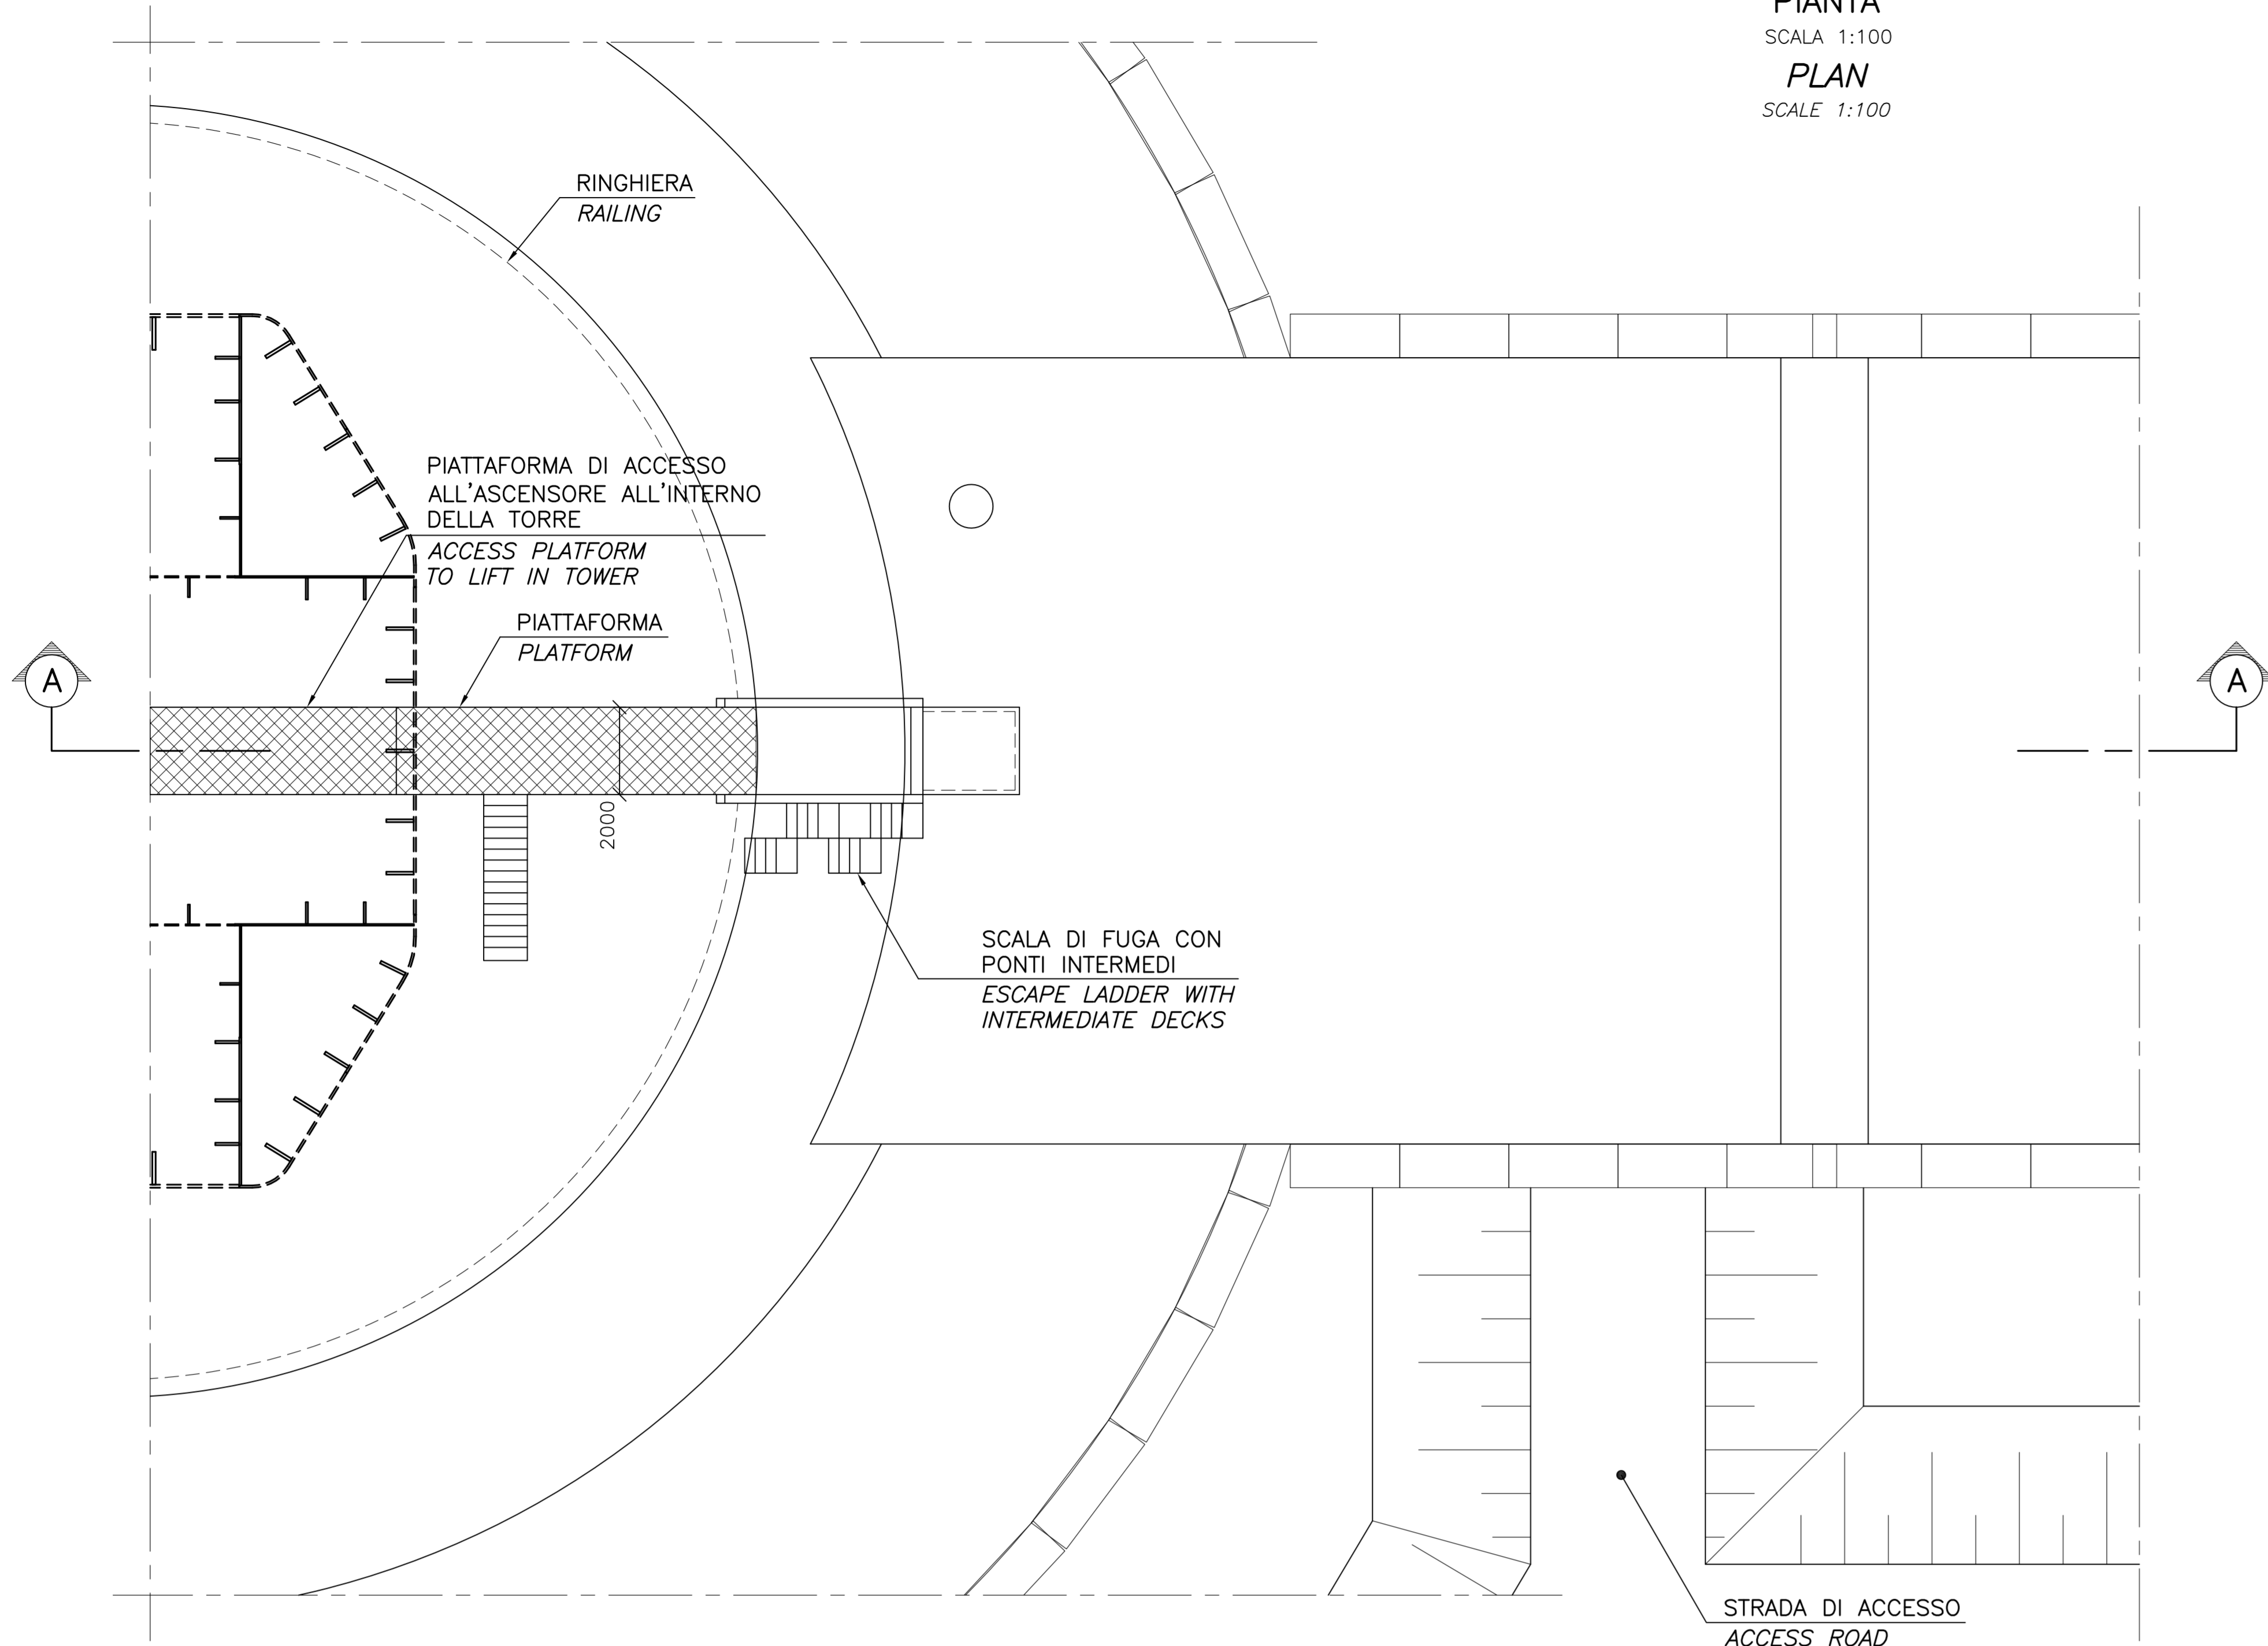 PIANTA
SCALA 1:100
PLAN
SCALE 1:100
RINGHIERA
RAILING
PIATTAFORMA DI ACCESSO
ALL'ASCENSORE ALL'INTERNO
DELLA TORRE
ACCESS PLATFORM
TO LIFT IN TOWER
PIATTAFORMA
PLATFORM
A
A
2000
SCALA DI FUGA CON
PONTI INTERMEDI
ESCAPE LADDER WITH
INTERMEDIATE DECKS
STRADA DI ACCESSO
ACCESS ROAD